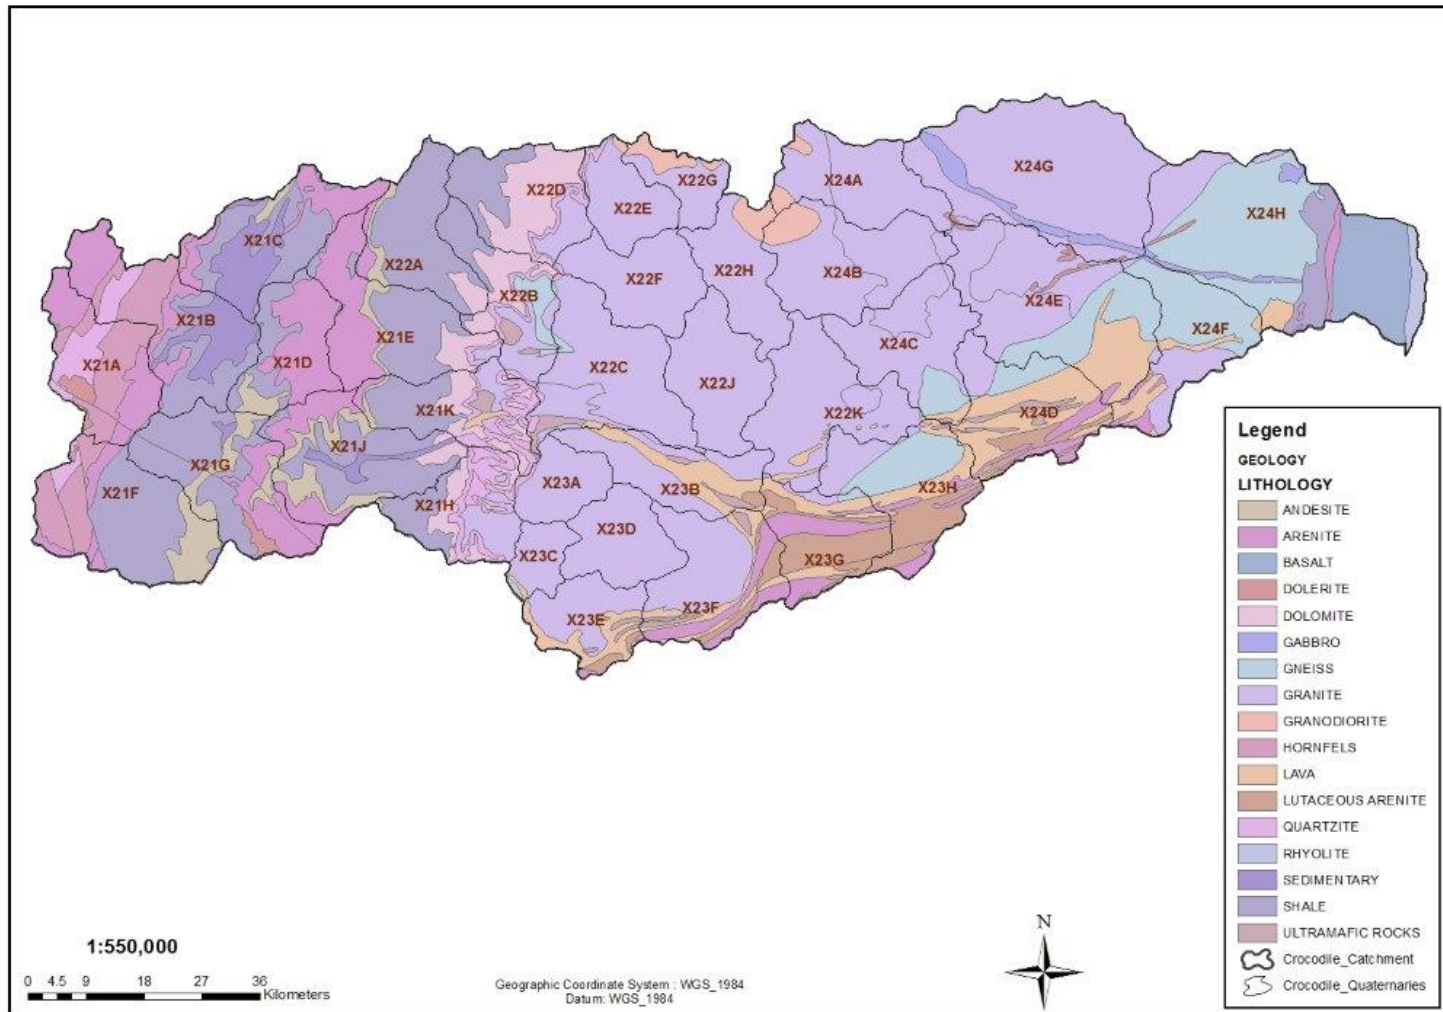 X24G
X24A
X22G
X22D
X22E
X24H
X21C
X22A
X22F
X22H
X24B
X22B
X24E
X21B
X24F
X21E
X24C
X21A
X21D
X22C
X22J
X21K
X22K
X24D
X21J
X21G
X21F
X23A
X23B
X23H
X21H
X23D
X23C
X23G
X23E
X23F
Legend
GEOLOGY
LITHOLOGY
ANDESITE
ARENITE
BASALT
DOLERITE
DOLOMITE
GABBRO
GNEISS
GRANITE
GRANODIORITE
HORNFELS
LAVA
LUTACEOUS ARENITE
QUARTZITE
RHYOLITE
SEDIMENTARY
SHALE
ULTRAMAFIC ROCKS
Crocodile_Catchment
Crocodile_Quaternaries
1:550,000
0 4.5 9 18 27 36
Kilometers
Geographic Coordinate System : WGS_1984
Datum: WGS_1984
N